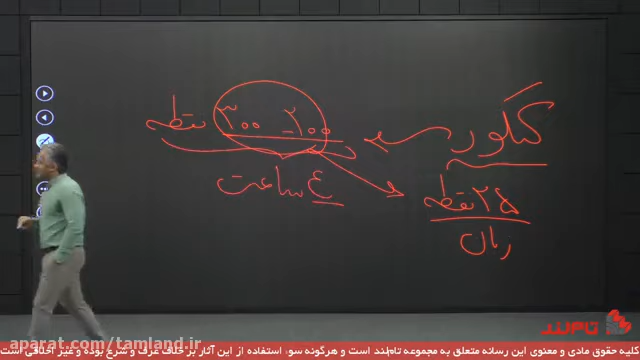 کنکور ۲۰۰ - ۳۰۰ نقطه
۴ ساعت
۲۵ نقطه
تام‌لند
aparat.com/tamland.ir
کلیه حقوق مادی و معنوی این رسانه متعلق به مجموعه تام‌لند است و هرگونه سوء استفاده از این آثار بر خلاف عرف و شرع بوده و غیر اخلاقی است